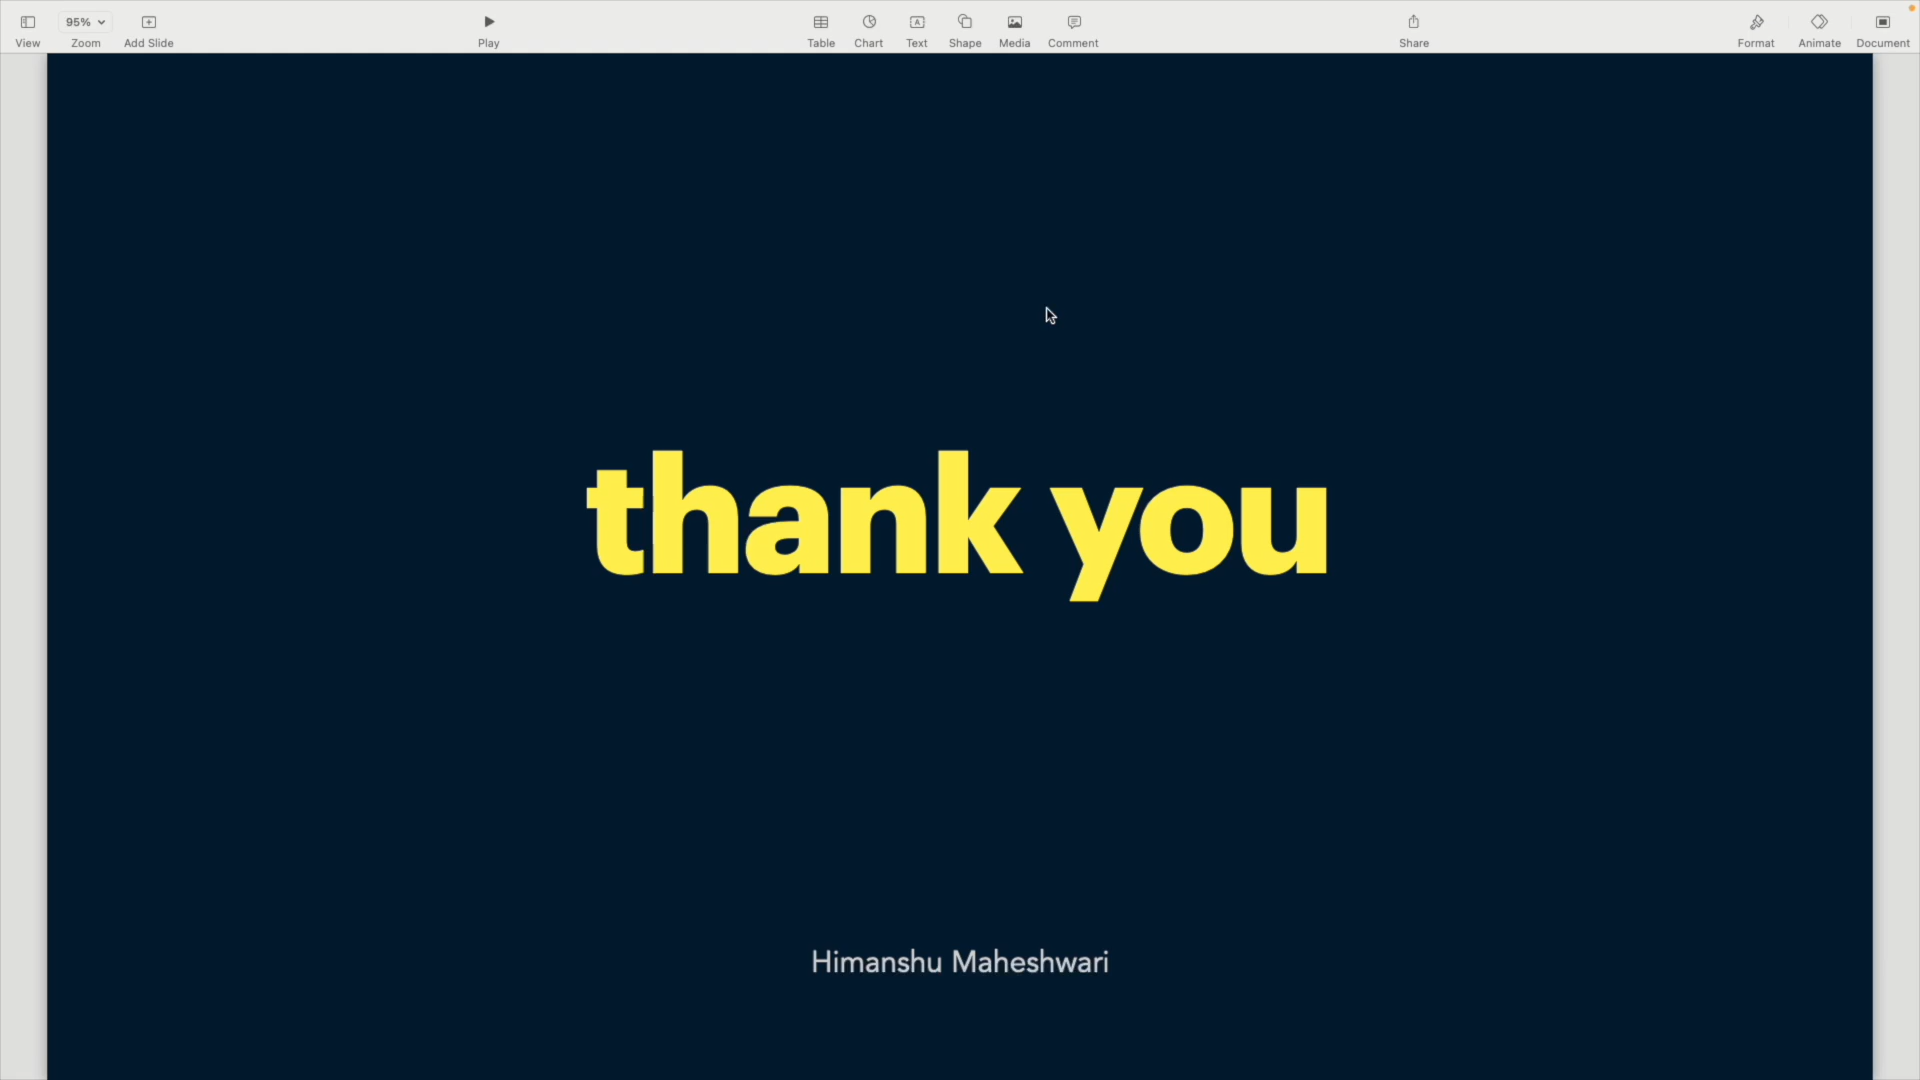 95%
View Zoom Add Slide Play Table Chart Text Shape Media Comment Share Format Animate Document
thank you
Himanshu Maheshwari